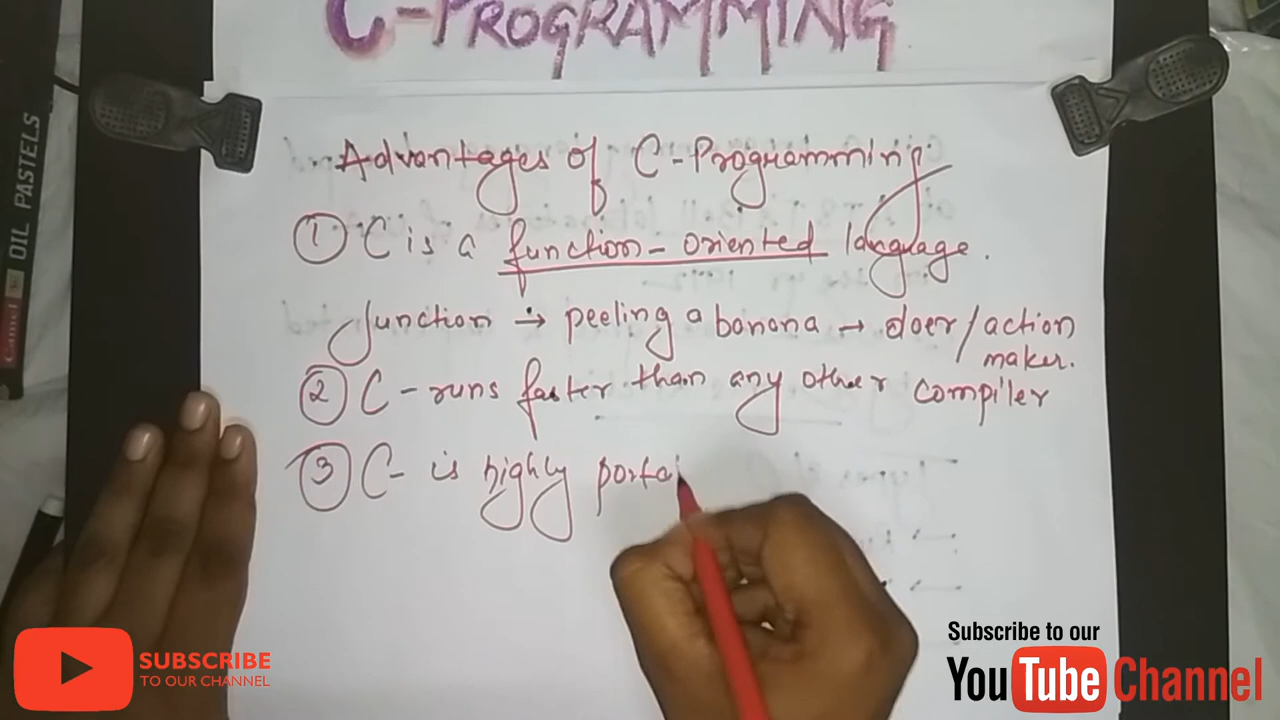 C-PROGRAMMING
Advantages of C-Programming
① C is a function-oriented language.
function → peeling a banana → doer/action
maker.
② C-runs faster than any other compiler
③ C- is highly porta
Camel OIL PASTELS
SUBSCRIBE
TO OUR CHANNEL
Subscribe to our
YouTube Channel